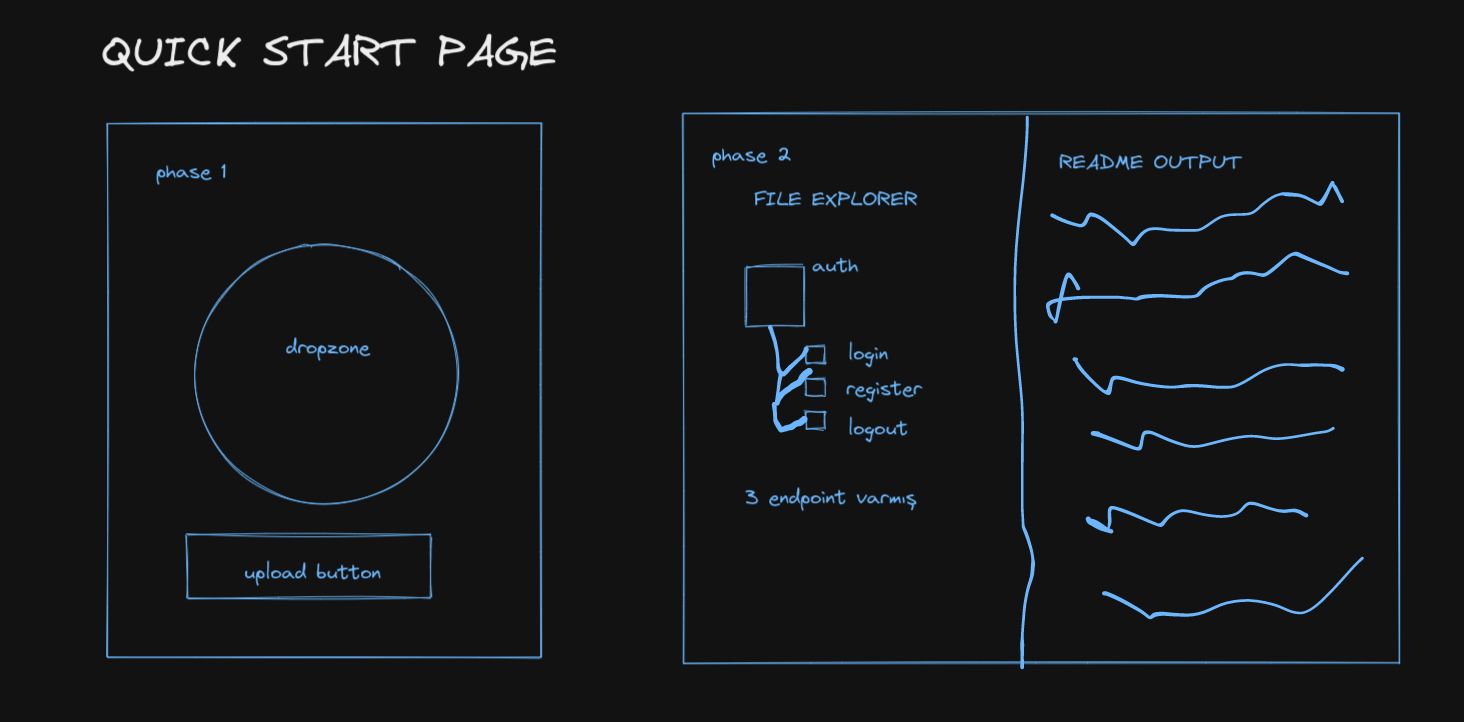 QUICK START PAGE
phase 1
dropzone
upload button
phase 2
FILE EXPLORER
auth
login
register
logout
3 endpoint varmış
README OUTPUT